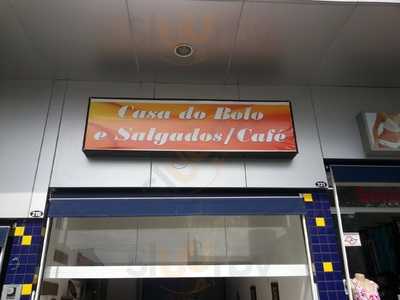 Casa do Bolo
e Salgados/Café